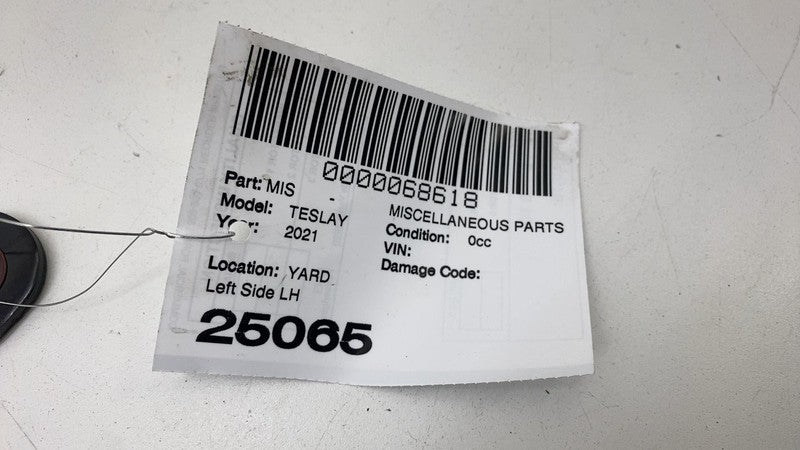 0000068618
Part: MIS - MISCELLANEOUS PARTS
Model: TESLAY Condition: 0cc
Year: 2021 VIN:
Damage Code:
Location: YARD
Left Side LH
25065